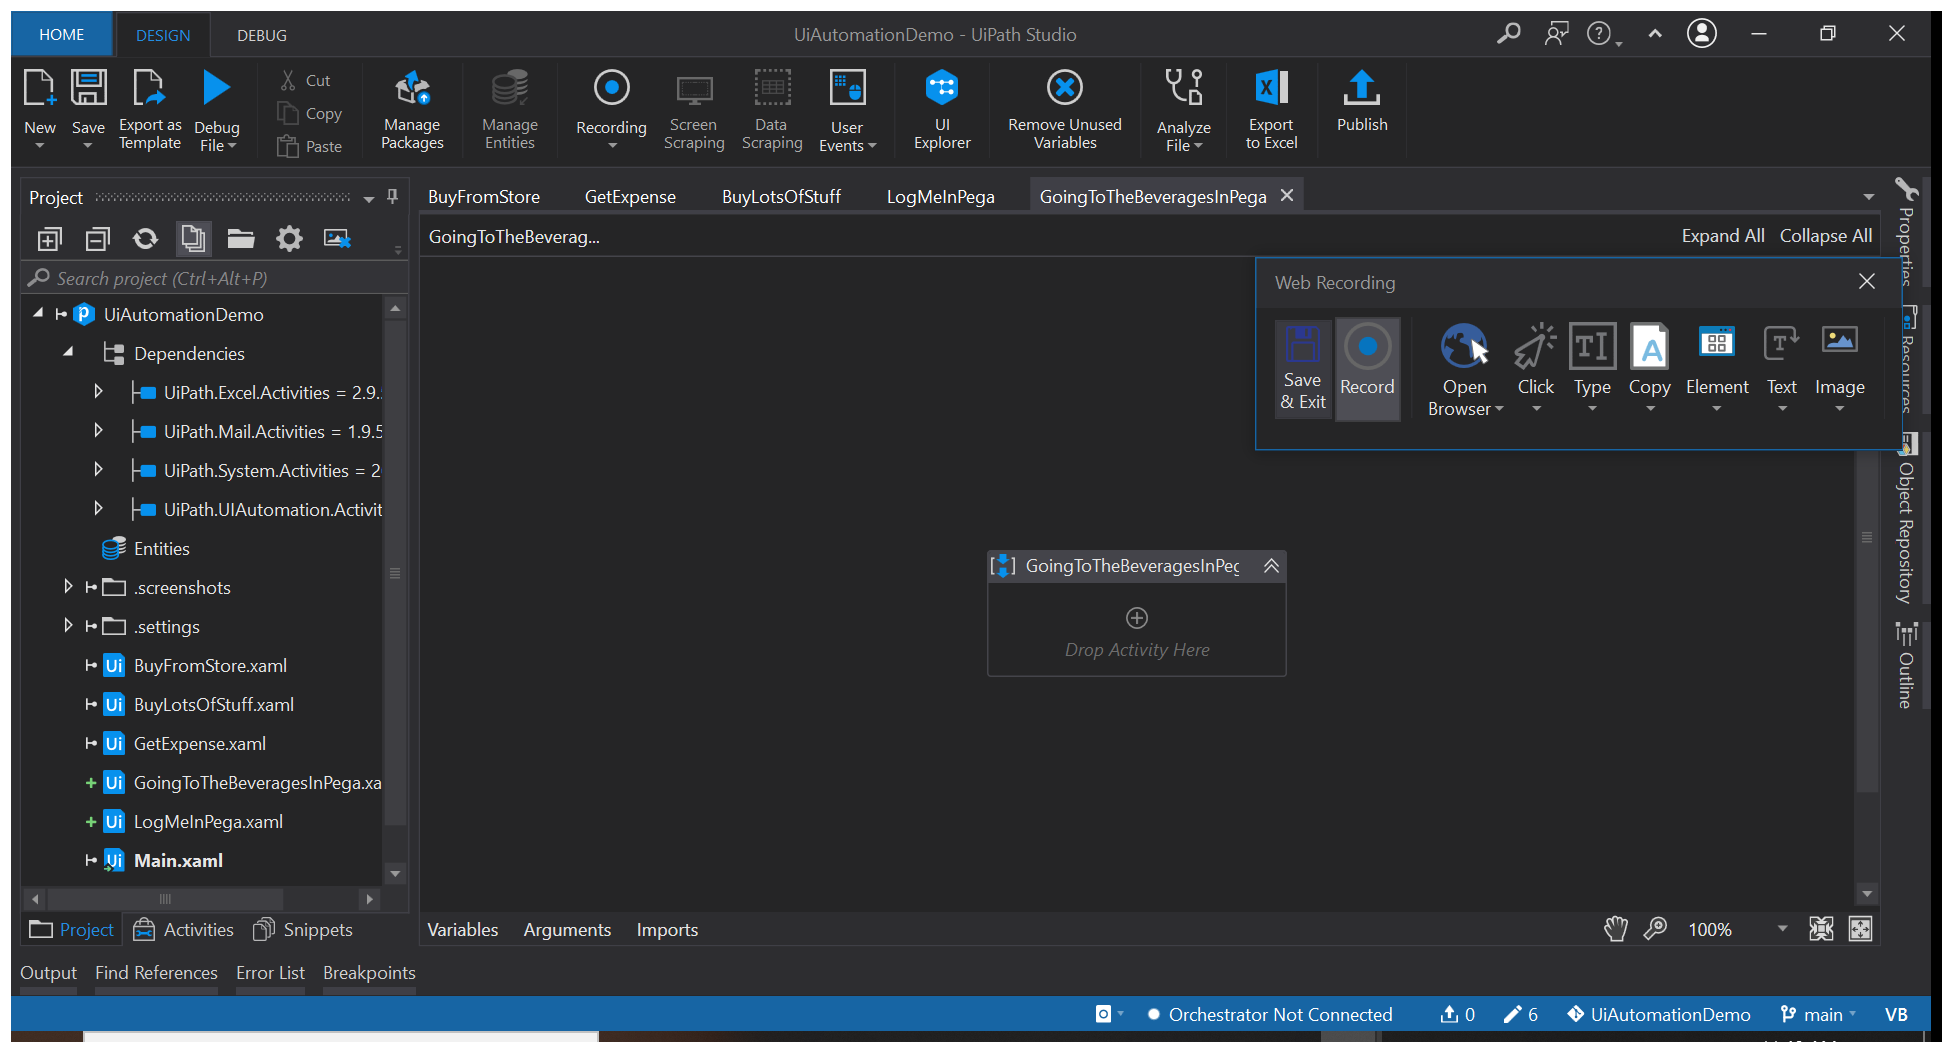 HOME
DESIGN
DEBUG
UiAutomationDemo - UiPath Studio
New
Save
Export as
Template
Debug
File
Cut
Copy
Paste
Manage
Packages
Manage
Entities
Recording
Screen
Scraping
Data
Scraping
User
Events
UI
Explorer
Remove Unused
Variables
Analyze
File
Export
to Excel
Publish
Project
Search project (Ctrl+Alt+P)
UiAutomationDemo
Dependencies
UiPath.Excel.Activities = 2.9.
UiPath.Mail.Activities = 1.9.5
UiPath.System.Activities = 2
UiPath.UIAutomation.Activit
Entities
.screenshots
.settings
BuyFromStore.xaml
BuyLotsOfStuff.xaml
GetExpense.xaml
GoingToTheBeveragesInPega.xa
LogMeInPega.xaml
Main.xaml
Project
Activities
Snippets
BuyFromStore
GetExpense
BuyLotsOfStuff
LogMeInPega
GoingToTheBeveragesInPega
GoingToTheBeverag...
Expand All
Collapse All
Web Recording
Save
& Exit
Record
Open
Browser
Click
Type
Copy
Element
Text
Image
GoingToTheBeveragesInPeg
Drop Activity Here
Properties
Resources
Object Repository
Outline
Variables
Arguments
Imports
100%
Output
Find References
Error List
Breakpoints
Orchestrator Not Connected
0
6
UiAutomationDemo
main
VB